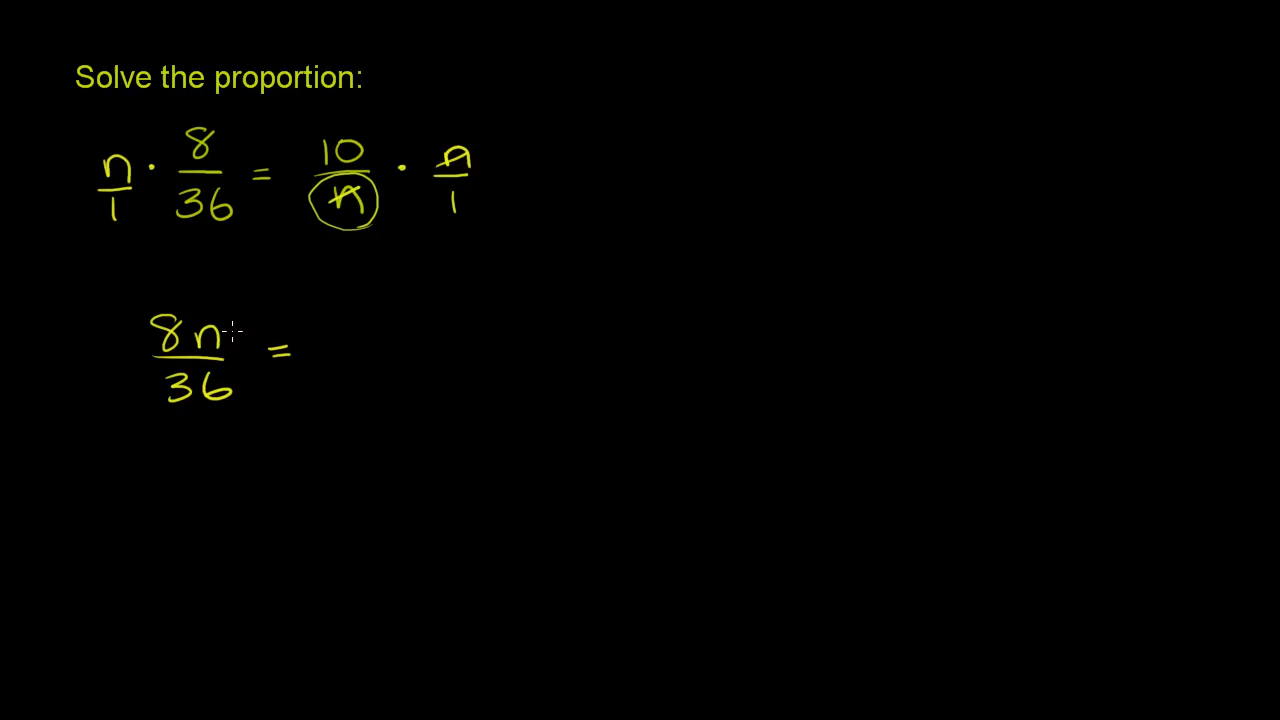 Solve the proportion:
n/1 · 8/36 = 10/n · n/1
8n/36 =